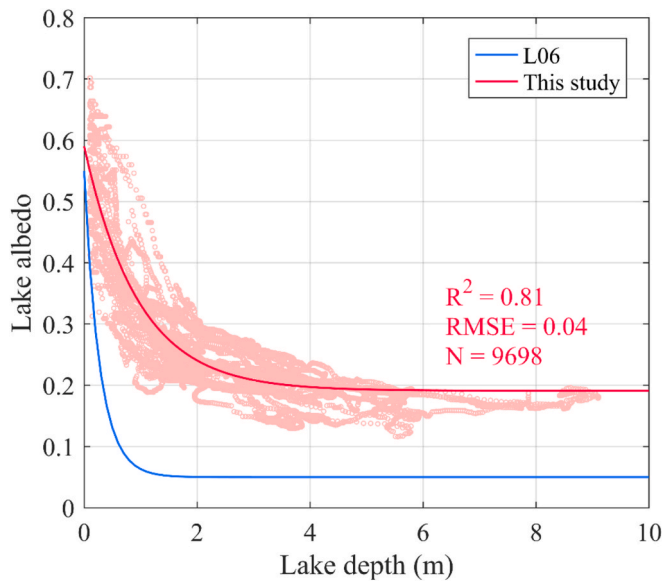 0.8
0.7
0.6
0.5
0.4
0.3
0.2
0.1
0
Lake albedo
L06
This study
R2 = 0.81
RMSE = 0.04
N = 9698
0 2 4 6 8 10
Lake depth (m)